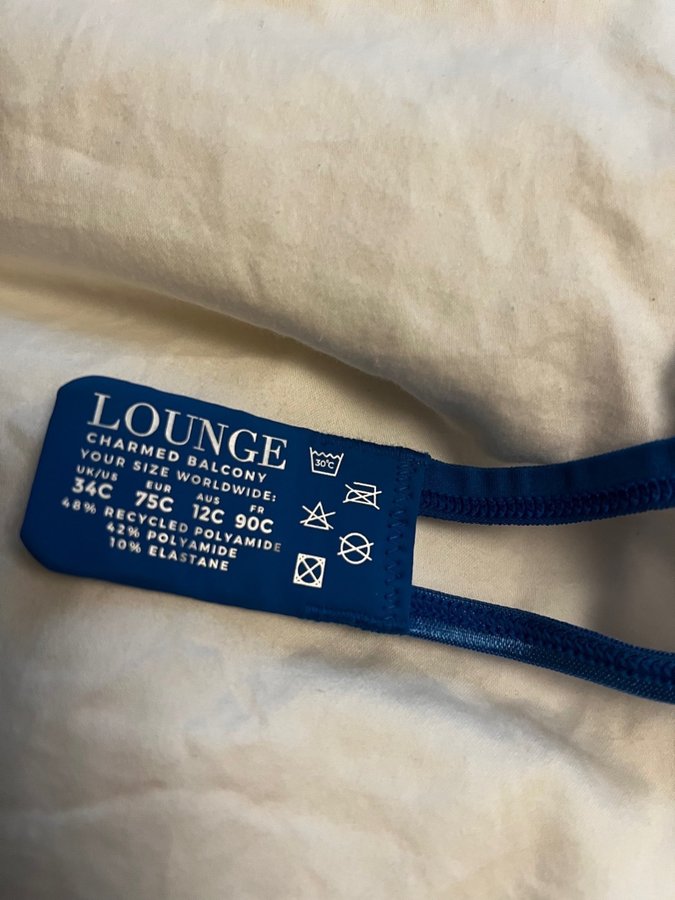 LOUNGE
CHARMED BALCONY
YOUR SIZE WORLDWIDE:
UK/US EUR AUS FR
34C 75C 12C 90C
48% RECYCLED POLYAMIDE
42% POLYAMIDE
10% ELASTANE
30°C